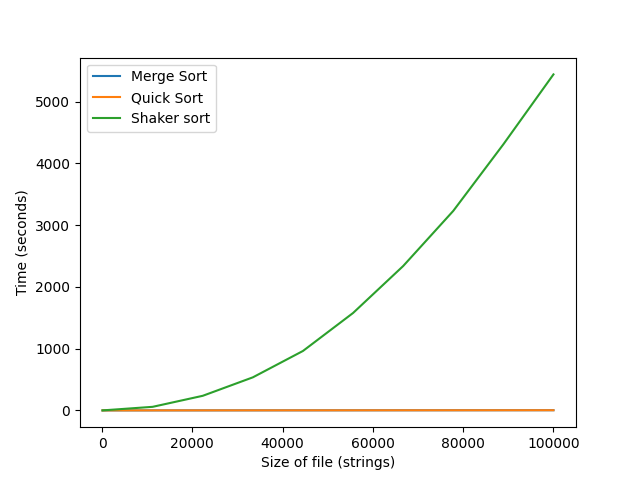 Merge Sort
Quick Sort
Shaker sort
5000
4000
3000
2000
1000
0
Time (seconds)
0 20000 40000 60000 80000 100000
Size of file (strings)